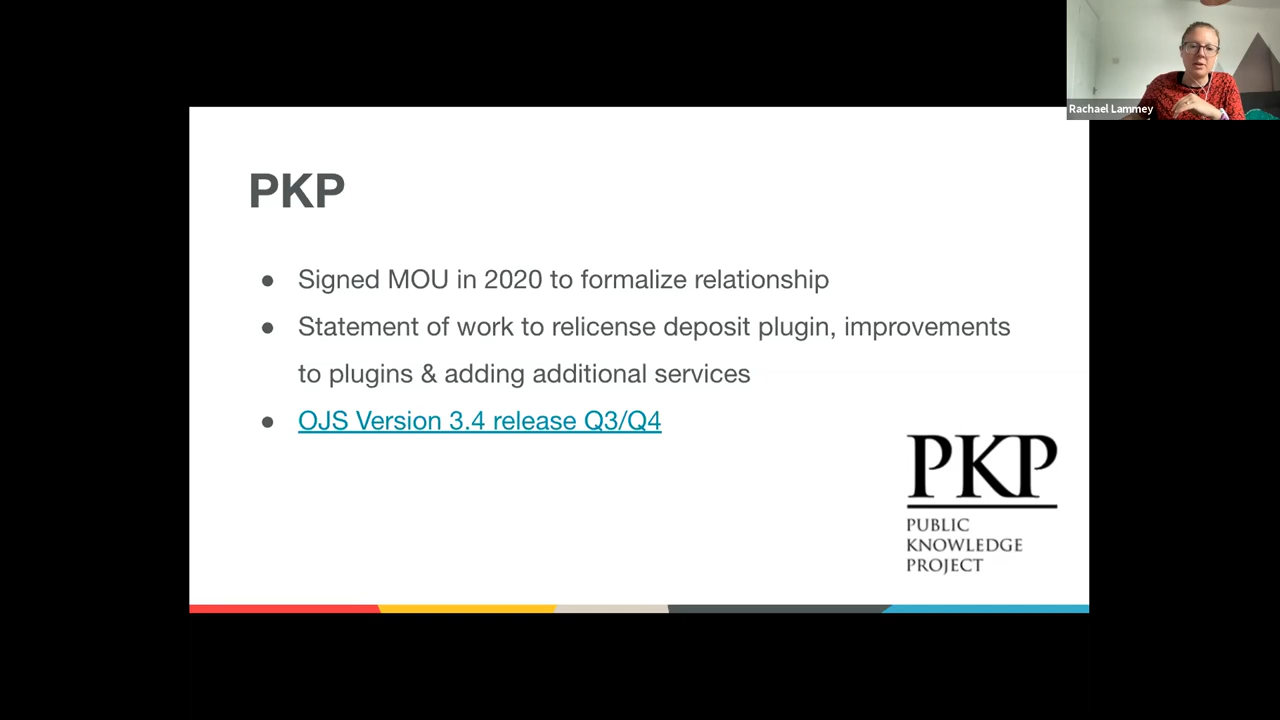 Rachael Lammey
PKP
● Signed MOU in 2020 to formalize relationship
● Statement of work to relicense deposit plugin, improvements
to plugins & adding additional services
● OJS Version 3.4 release Q3/Q4
PKP
PUBLIC
KNOWLEDGE
PROJECT